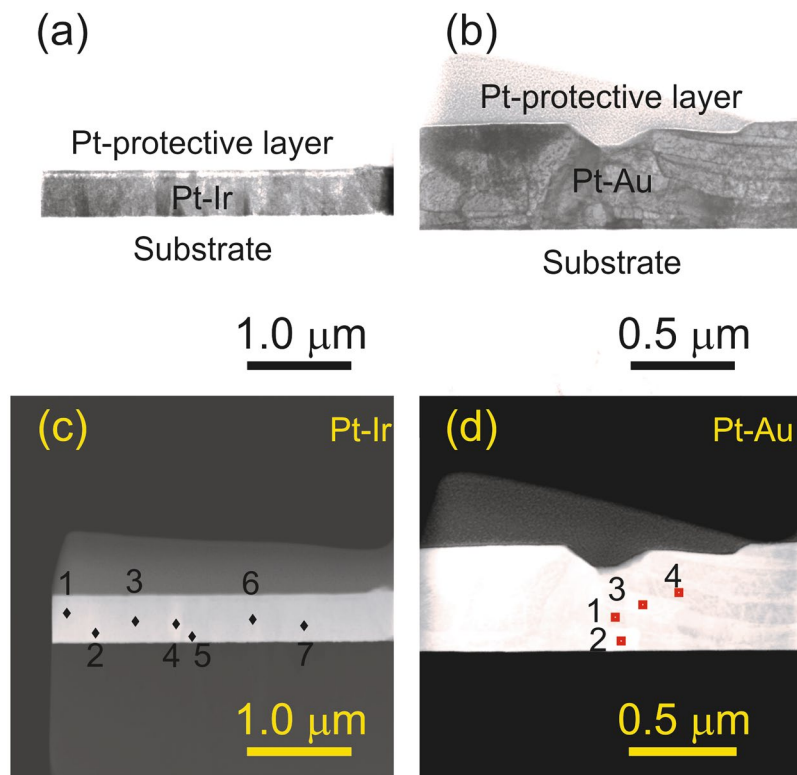 (a)
Pt-protective layer
Pt-Ir
Substrate
1.0 μm
(b)
Pt-protective layer
Pt-Au
Substrate
0.5 μm
(c)
Pt-Ir
1
2
3
4
5
6
7
1.0 μm
(d)
Pt-Au
1
2
3
4
0.5 μm